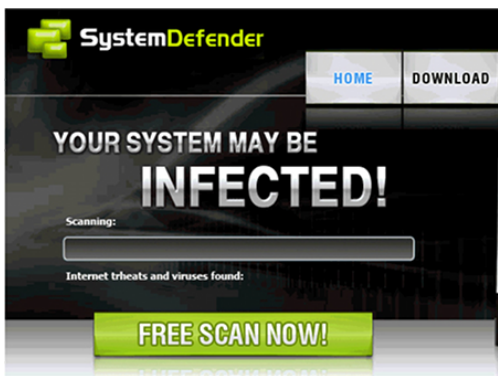 SystemDefender
HOME DOWNLOAD
YOUR SYSTEM MAY BE
INFECTED!
Scanning:
Internet trheats and viruses found:
FREE SCAN NOW!